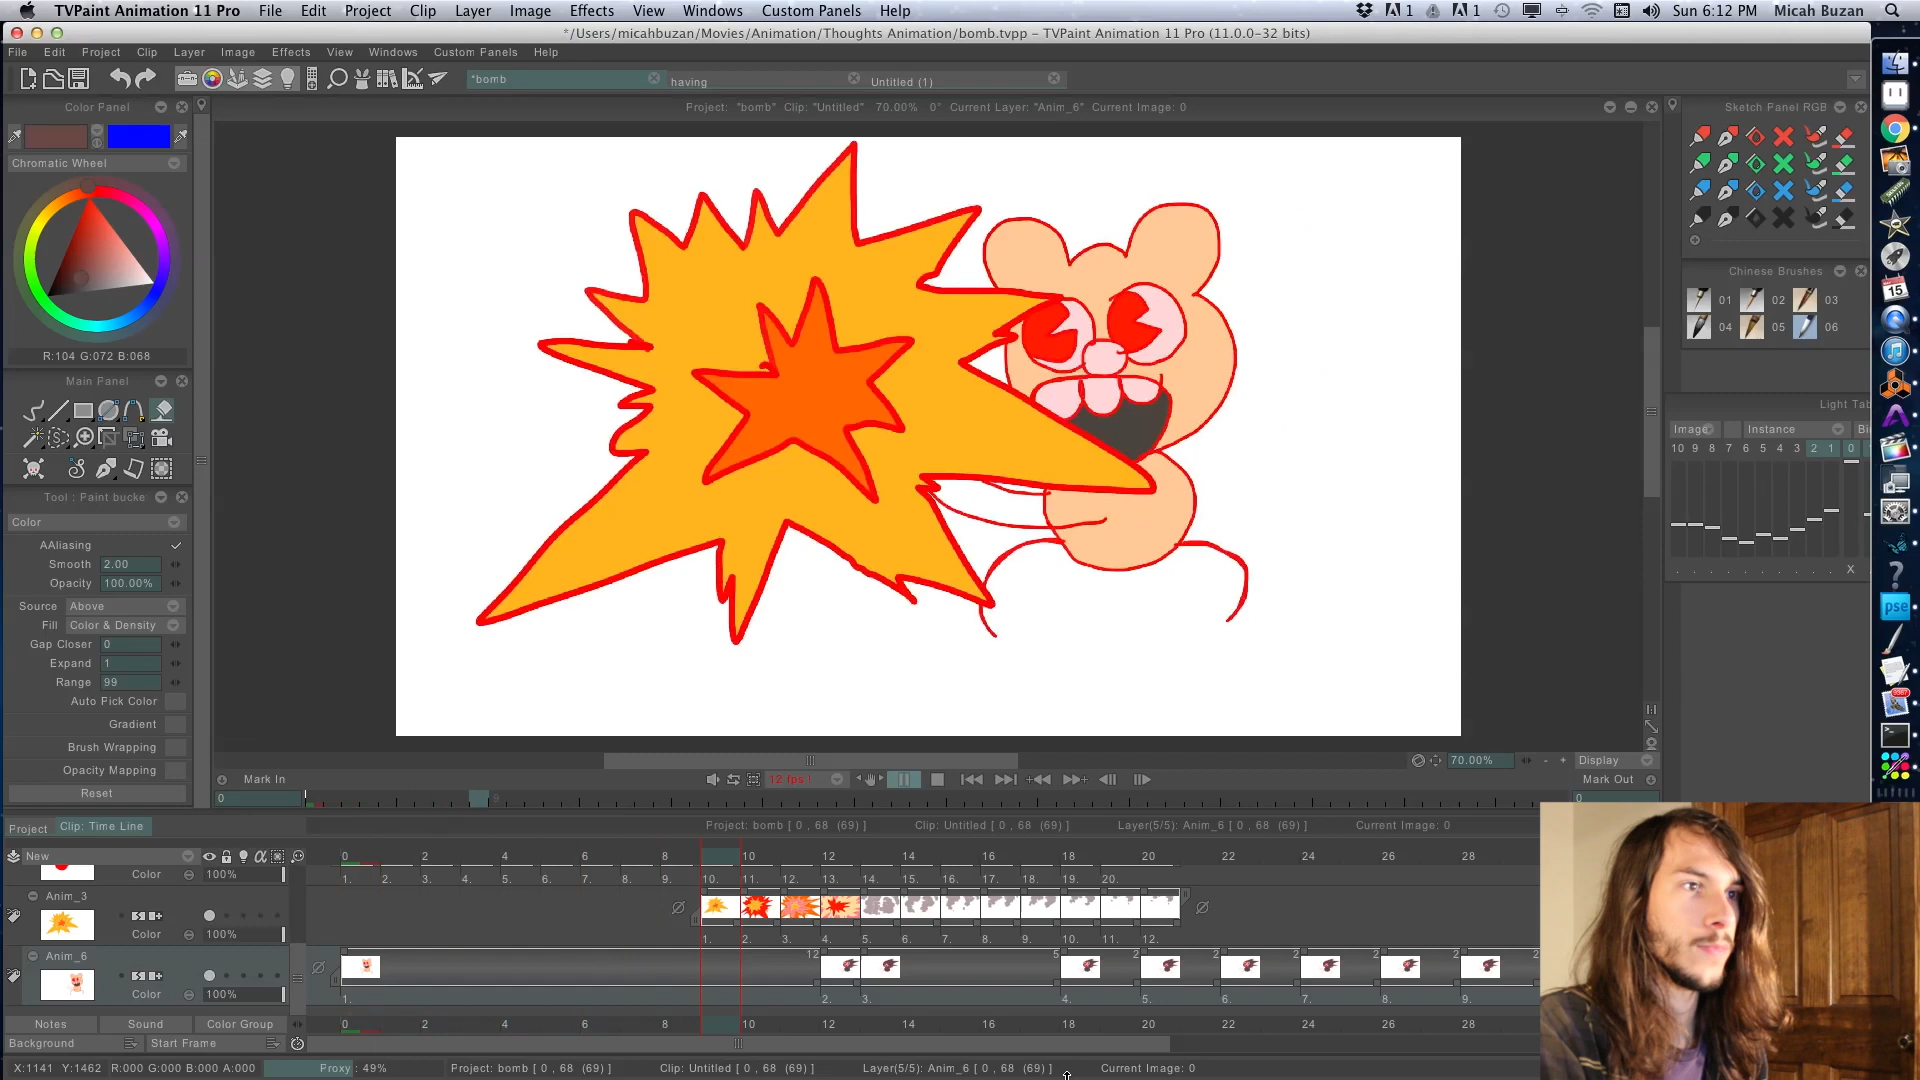 TVPaint Animation 11 Pro File Edit Project Clip Layer Image Effects View Windows Custom Panels Help 1 1 Sun 6:12 PM Micah Buzan
*/Users/micahbuzan/Movies/Animation/Thoughts Animation/bomb.tvpp – TVPaint Animation 11 Pro (11.0.0-32 bits)
File Edit Project Clip Layer Image Effects View Windows Custom Panels Help
*bomb having Untitled (1)
Color Panel
Project: "bomb" Clip: "Untitled" 70.00% 0° Current Layer: "Anim_6" Current Image: 0
Sketch Panel RGB
Chromatic Wheel
R:104 G:072 B:068
Chinese Brushes
01 02 03
04 05 06
Main Panel
Light Tab
Image Instance
10 9 8 7 6 5 4 3 2 1 0
X
Tool : Paint bucke
Color
AAliasing
Smooth 2.00
Opacity 100.00%
Source Above
Fill Color & Density
Gap Closer 0
Expand 1
Range 99
Auto Pick Color
Gradient
Brush Wrapping
Opacity Mapping
Reset
70.00% Display
Mark In 12 fps ! Mark Out
0 9 0
Project Clip: Time Line
Project: bomb [ 0 , 68 (69) ] Clip: Untitled [ 0 , 68 (69) ] Layer(5/5): Anim_6 [ 0 , 68 (69) ] Current Image: 0
New
0 2 4 6 8 10 12 14 16 18 20 22 24 26 28
Color 100%
1. 2. 3. 4. 5. 6. 7. 8. 9. 10. 11. 12. 13. 14. 15. 16. 17. 18. 19. 20.
Anim_3
Color 100%
1. 2. 3. 4. 5. 6. 7. 8. 9. 10. 11. 12.
Anim_6
12 5 2 2 2 2 2
Color 100%
1. 2. 3. 4. 5. 6. 7. 8. 9.
Notes Sound Color Group
0 2 4 6 8 10 12 14 16 18 20 22 24 26 28
Background Start Frame
X:1141 Y:1462 R:000 G:000 B:000 A:000 Proxy : 49% Project: bomb [ 0 , 68 (69) ] Clip: Untitled [ 0 , 68 (69) ] Layer(5/5): Anim_6 [ 0 , 68 (69) ] Current Image: 0
15
pse